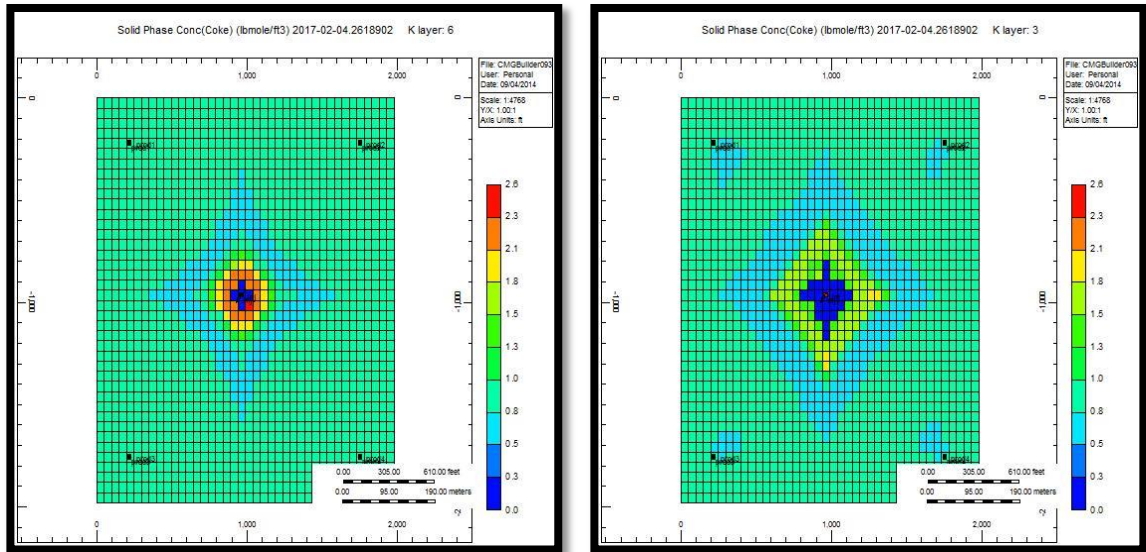 Solid Phase Conc(Coke) (lbmole/ft3) 2017-02-04.2618902 K layer: 6
0 1,000 2,000
File: CMGBuilder093
User: Personal
Date: 09/04/2014
Scale: 1:4768
Y/X: 1.00:1
Axis Units: ft
0
0
-1,000
-1,000
2.6
2.3
2.1
1.8
1.5
1.3
1.0
0.8
0.5
0.3
0.0
0.00 305.00 610.00 feet
0.00 95.00 190.00 meters
0 1,000 2,000
Solid Phase Conc(Coke) (lbmole/ft3) 2017-02-04.2618902 K layer: 3
0 1,000 2,000
File: CMGBuilder093
User: Personal
Date: 09/04/2014
Scale: 1:4768
Y/X: 1.00:1
Axis Units: ft
0
0
-1,000
-1,000
2.6
2.3
2.1
1.8
1.5
1.3
1.0
0.8
0.5
0.3
0.0
0.00 305.00 610.00 feet
0.00 95.00 190.00 meters
0 1,000 2,000